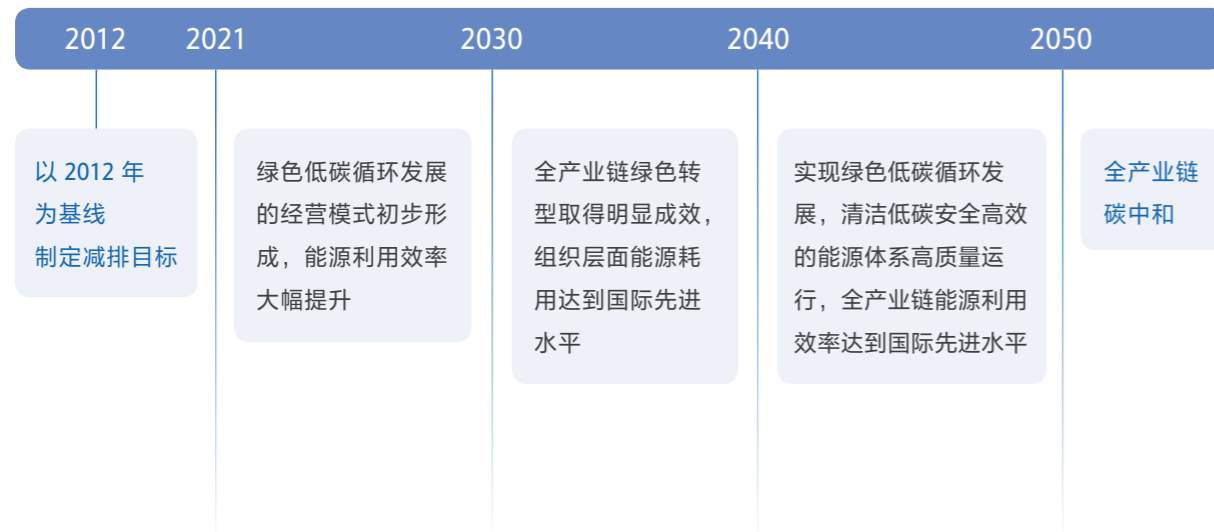 2012 2021 2030 2040 2050
以 2012 年
为基线
制定减排目标
绿色低碳循环发展
的经营模式初步形
成，能源利用效率
大幅提升
全产业链绿色转
型取得明显成效，
组织层面能源耗
用达到国际先进
水平
实现绿色低碳循环发
展，清洁低碳安全高效
的能源体系高质量运
行，全产业链能源利用
效率达到国际先进水平
全产业链
碳中和